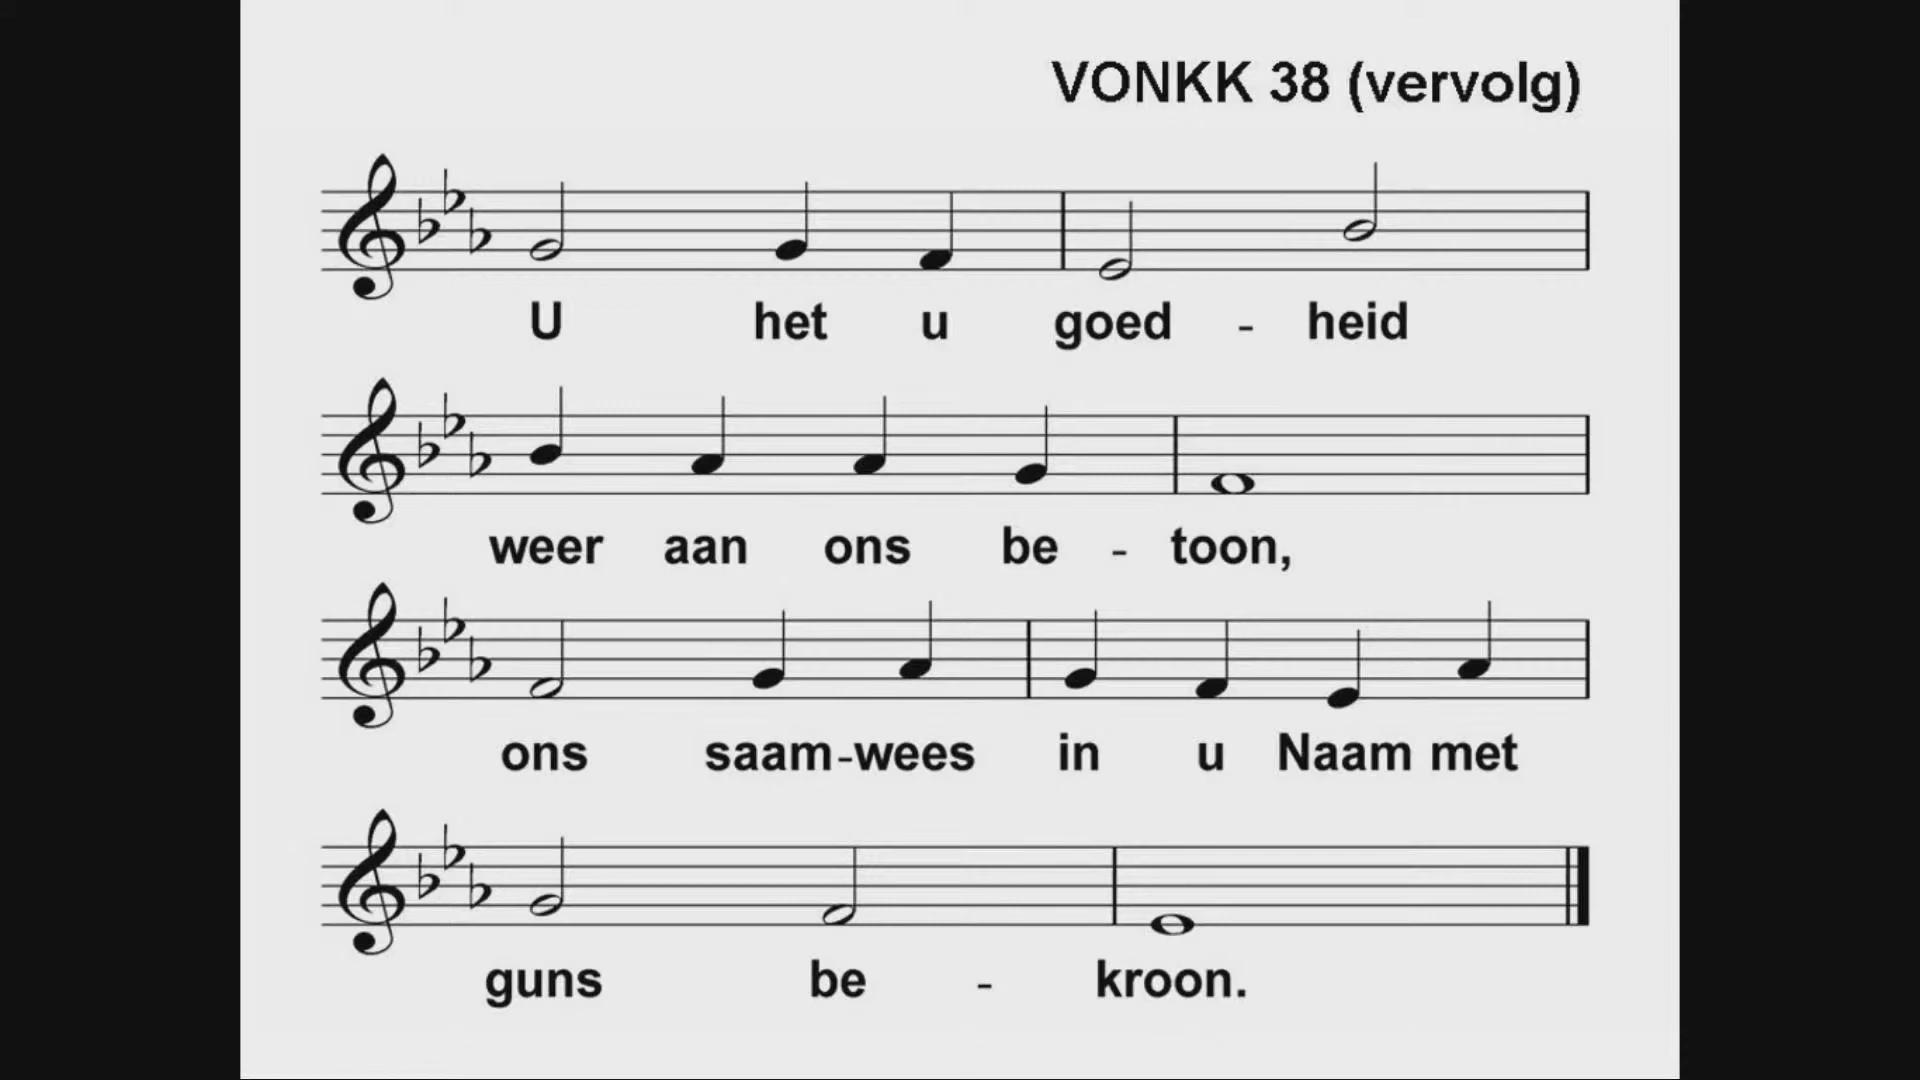 VONKK 38 (vervolg)
U het u goed - heid
weer aan ons be - toon,
ons saam-wees in u Naam met
guns be - kroon.